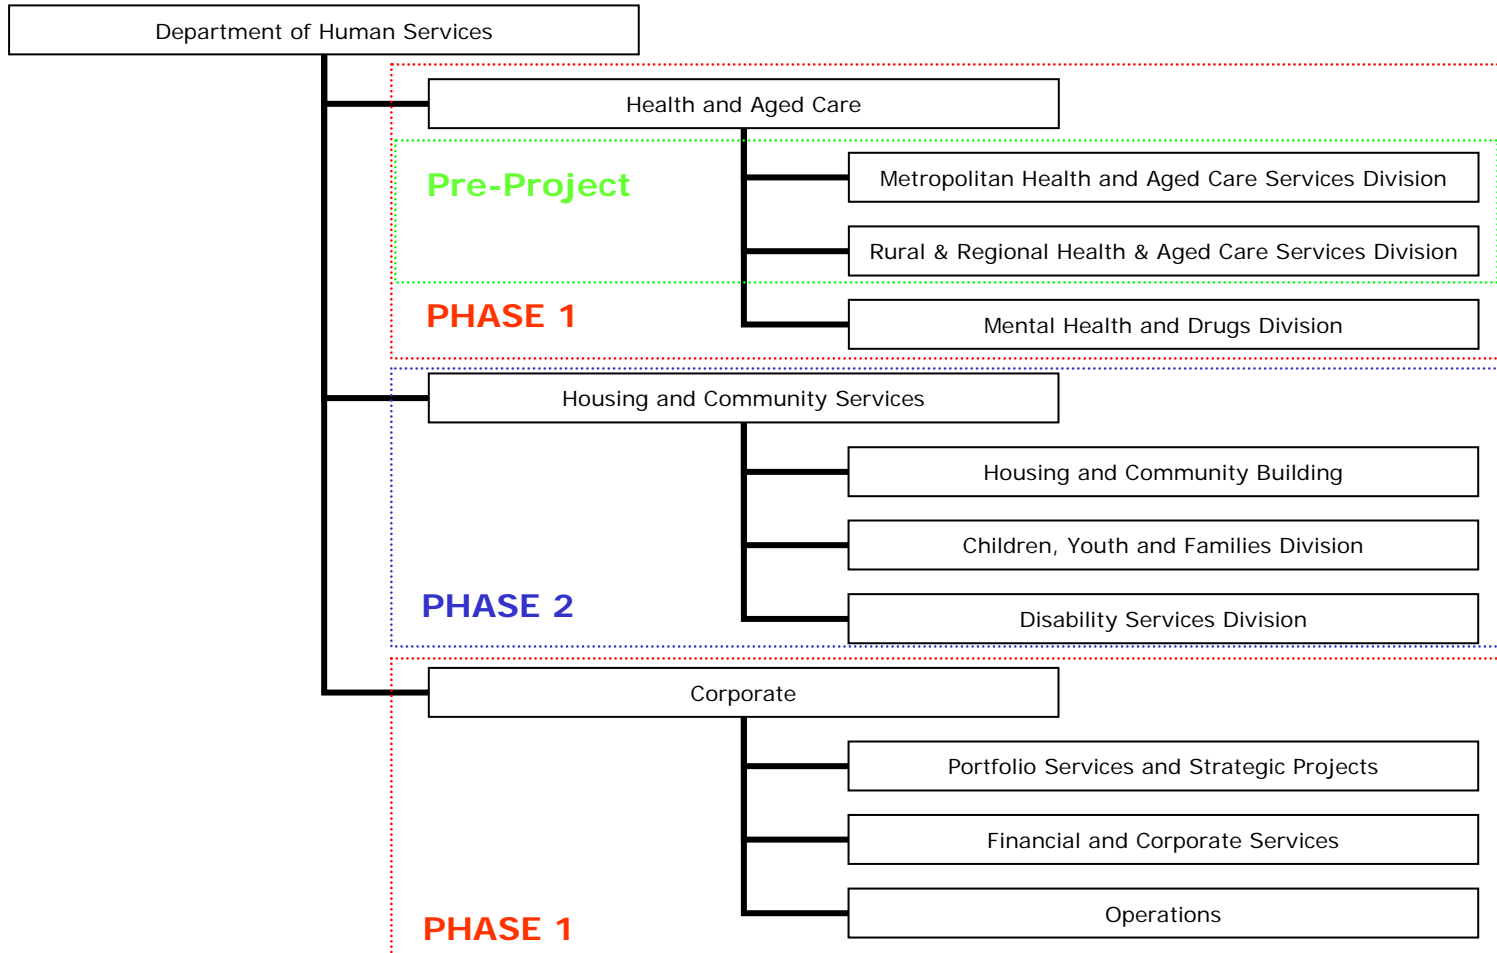 Department of Human Services
Health and Aged Care
Pre-Project
Metropolitan Health and Aged Care Services Division
Rural & Regional Health & Aged Care Services Division
PHASE 1
Mental Health and Drugs Division
Housing and Community Services
Housing and Community Building
Children, Youth and Families Division
PHASE 2
Disability Services Division
Corporate
Portfolio Services and Strategic Projects
Financial and Corporate Services
Operations
PHASE 1